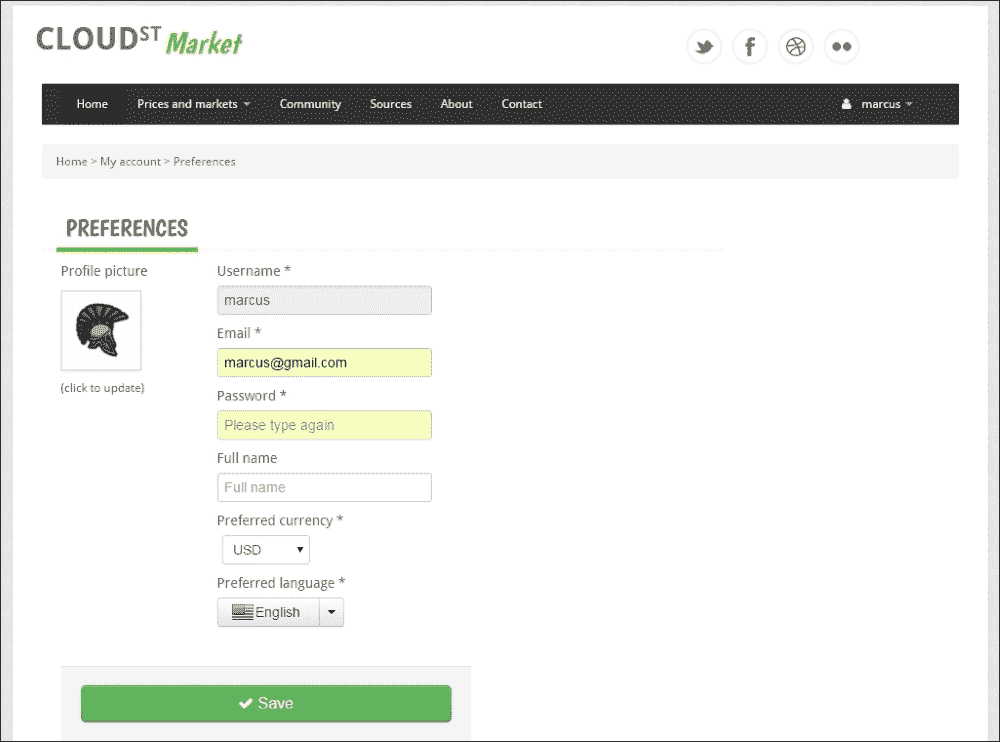 CLOUDST Market
Home Prices and markets Community Sources About Contact marcus
Home > My account > Preferences
PREFERENCES
Profile picture
(click to update)
Username *
marcus
Email *
marcus@gmail.com
Password *
Please type again
Full name
Full name
Preferred currency *
USD
Preferred language *
English
Save